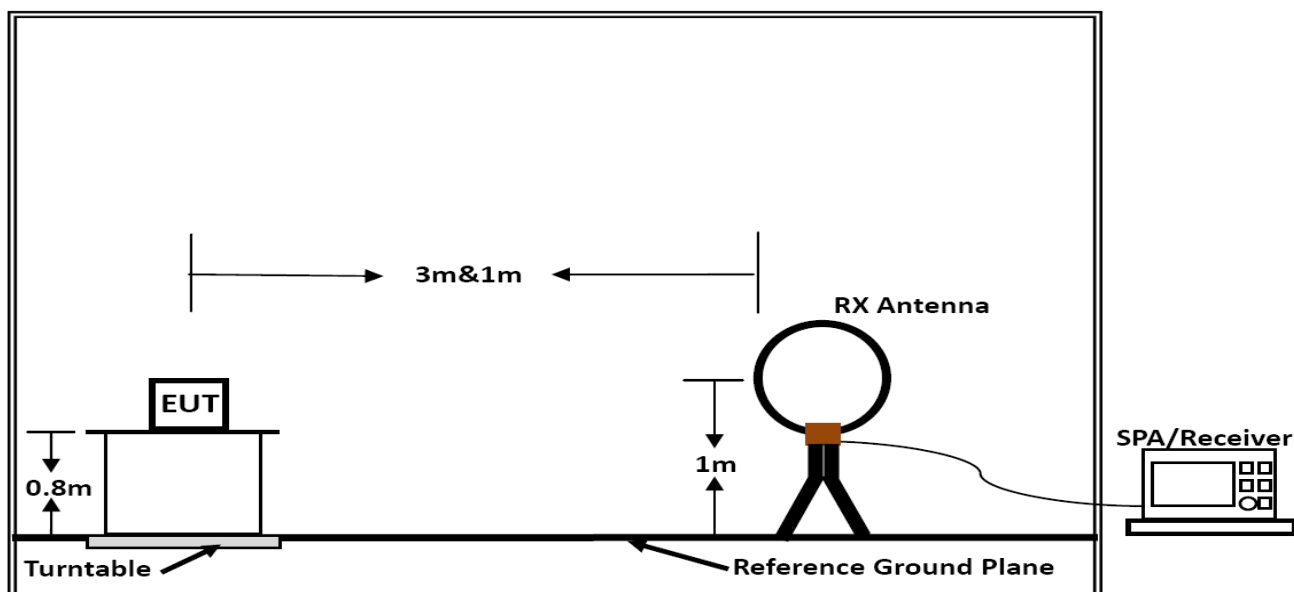 3m&1m
RX Antenna
EUT
SPA/Receiver
1m
0.8m
Turntable
Reference Ground Plane